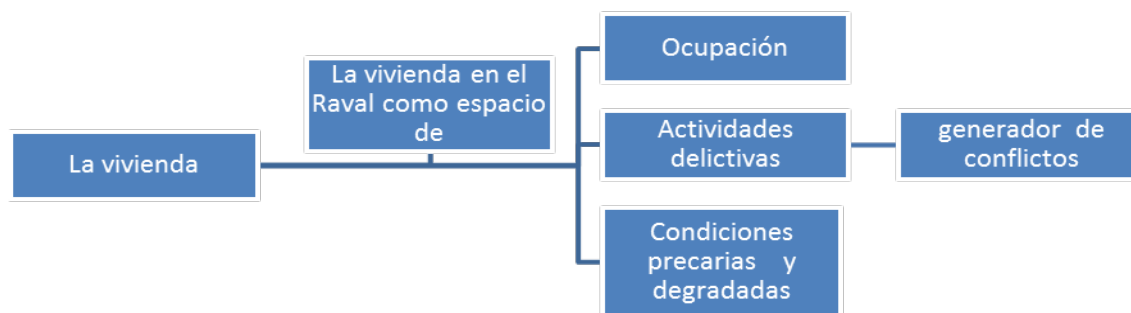 La vivienda
La vivienda en el
Raval como espacio
de
Ocupación
Actividades
delictivas
generador de
conflictos
Condiciones
precarias y
degradadas